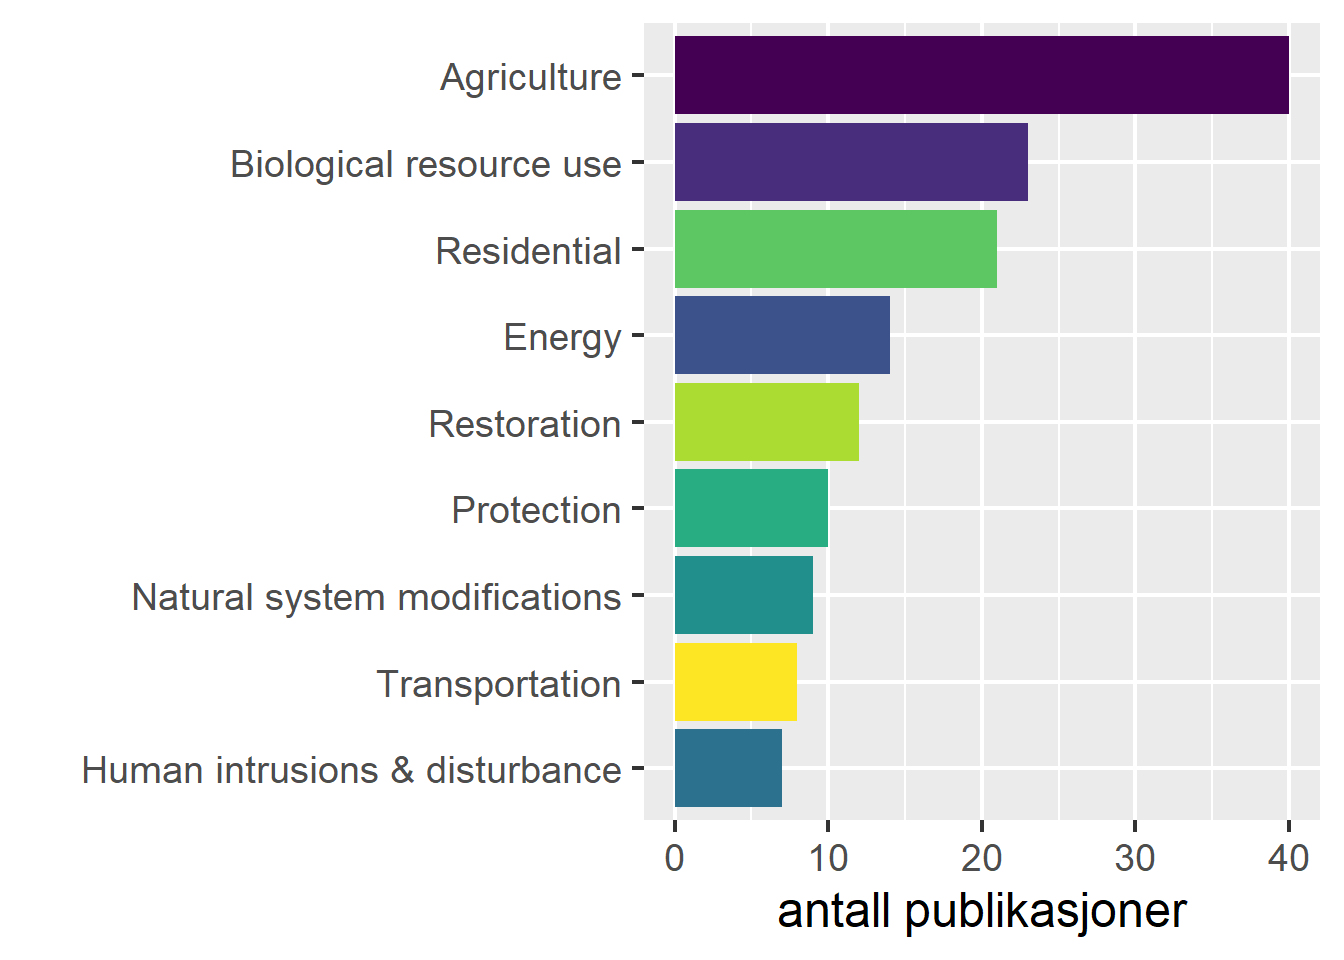 Agriculture
Biological resource use
Residential
Energy
Restoration
Protection
Natural system modifications
Transportation
Human intrusions & disturbance
0 10 20 30 40
antall publikasjoner